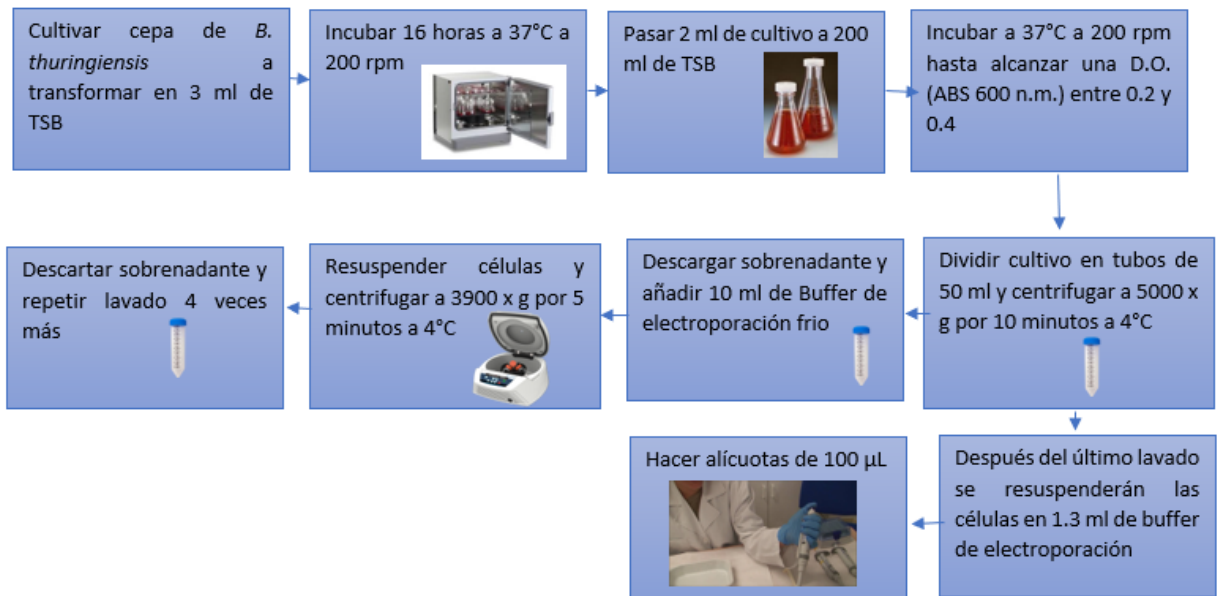 Cultivar cepa de B.
thuringiensis a
transformar en 3 ml de
TSB
Incubar 16 horas a 37°C a
200 rpm
Pasar 2 ml de cultivo a 200
ml de TSB
Incubar a 37°C a 200 rpm
hasta alcanzar una D.O.
(ABS 600 n.m.) entre 0.2 y
0.4
Dividir cultivo en tubos de
50 ml y centrifugar a 5000 x
g por 10 minutos a 4°C
Descargar sobrenadante y
añadir 10 ml de Buffer de
electroporación frio
Resuspender células y
centrifugar a 3900 x g por 5
minutos a 4°C
Descartar sobrenadante y
repetir lavado 4 veces
más
Después del último lavado
se resuspenderán las
células en 1.3 ml de buffer
de electroporación
Hacer alícuotas de 100 µL